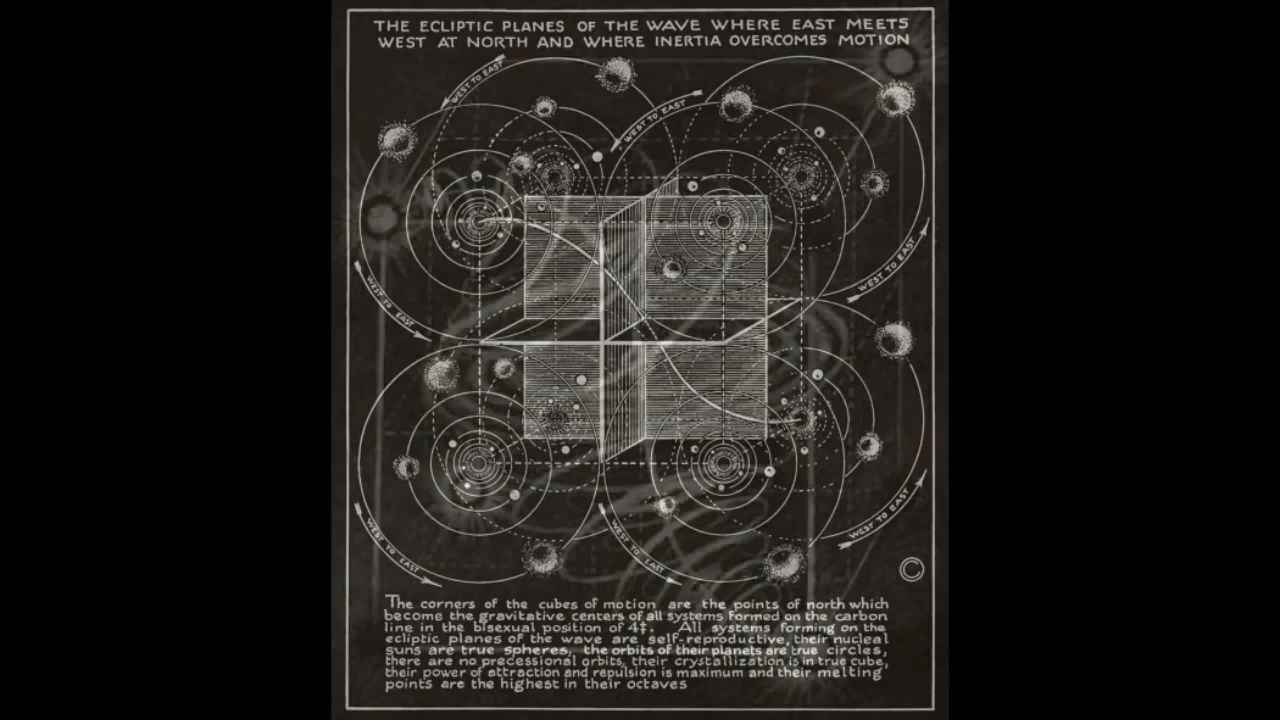 THE ECLIPTIC PLANES OF THE WAVE WHERE EAST MEETS
WEST AT NORTH AND WHERE INERTIA OVERCOMES MOTION
WEST TO EAST
WEST TO EAST
WEST TO EAST
WEST TO EAST
WEST TO EAST
WEST TO EAST
WEST TO EAST
©
The corners of the cubes of motion are the points of north which
become the gravitative centers of all systems formed on the carbon
line in the bisexual position of 4‡. All systems forming on the
ecliptic planes of the wave are self-reproductive, their nuclear
suns are true spheres, the orbits of their planets are true circles,
there are no precessional orbits, their crystallization is in true cube,
their power of attraction and repulsion is maximum and their melting
points are the highest in their octaves